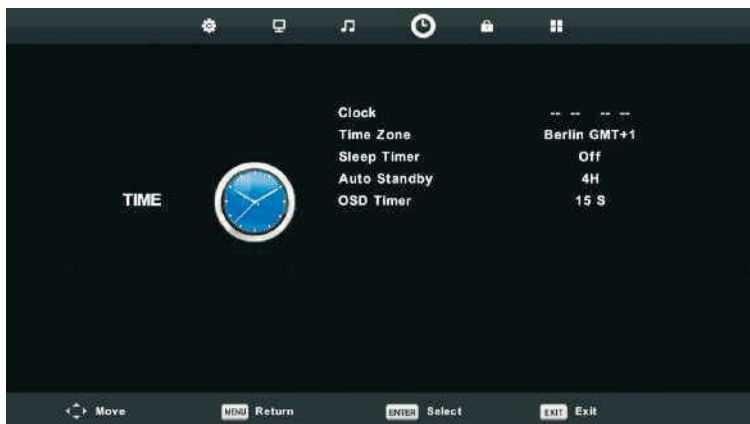 Clock -- -- -- --
Time Zone Berlin GMT+1
Sleep Timer Off
Auto Standby 4H
TIME
OSD Timer 15 S
Move MENU Return ENTER Select EXIT Exit